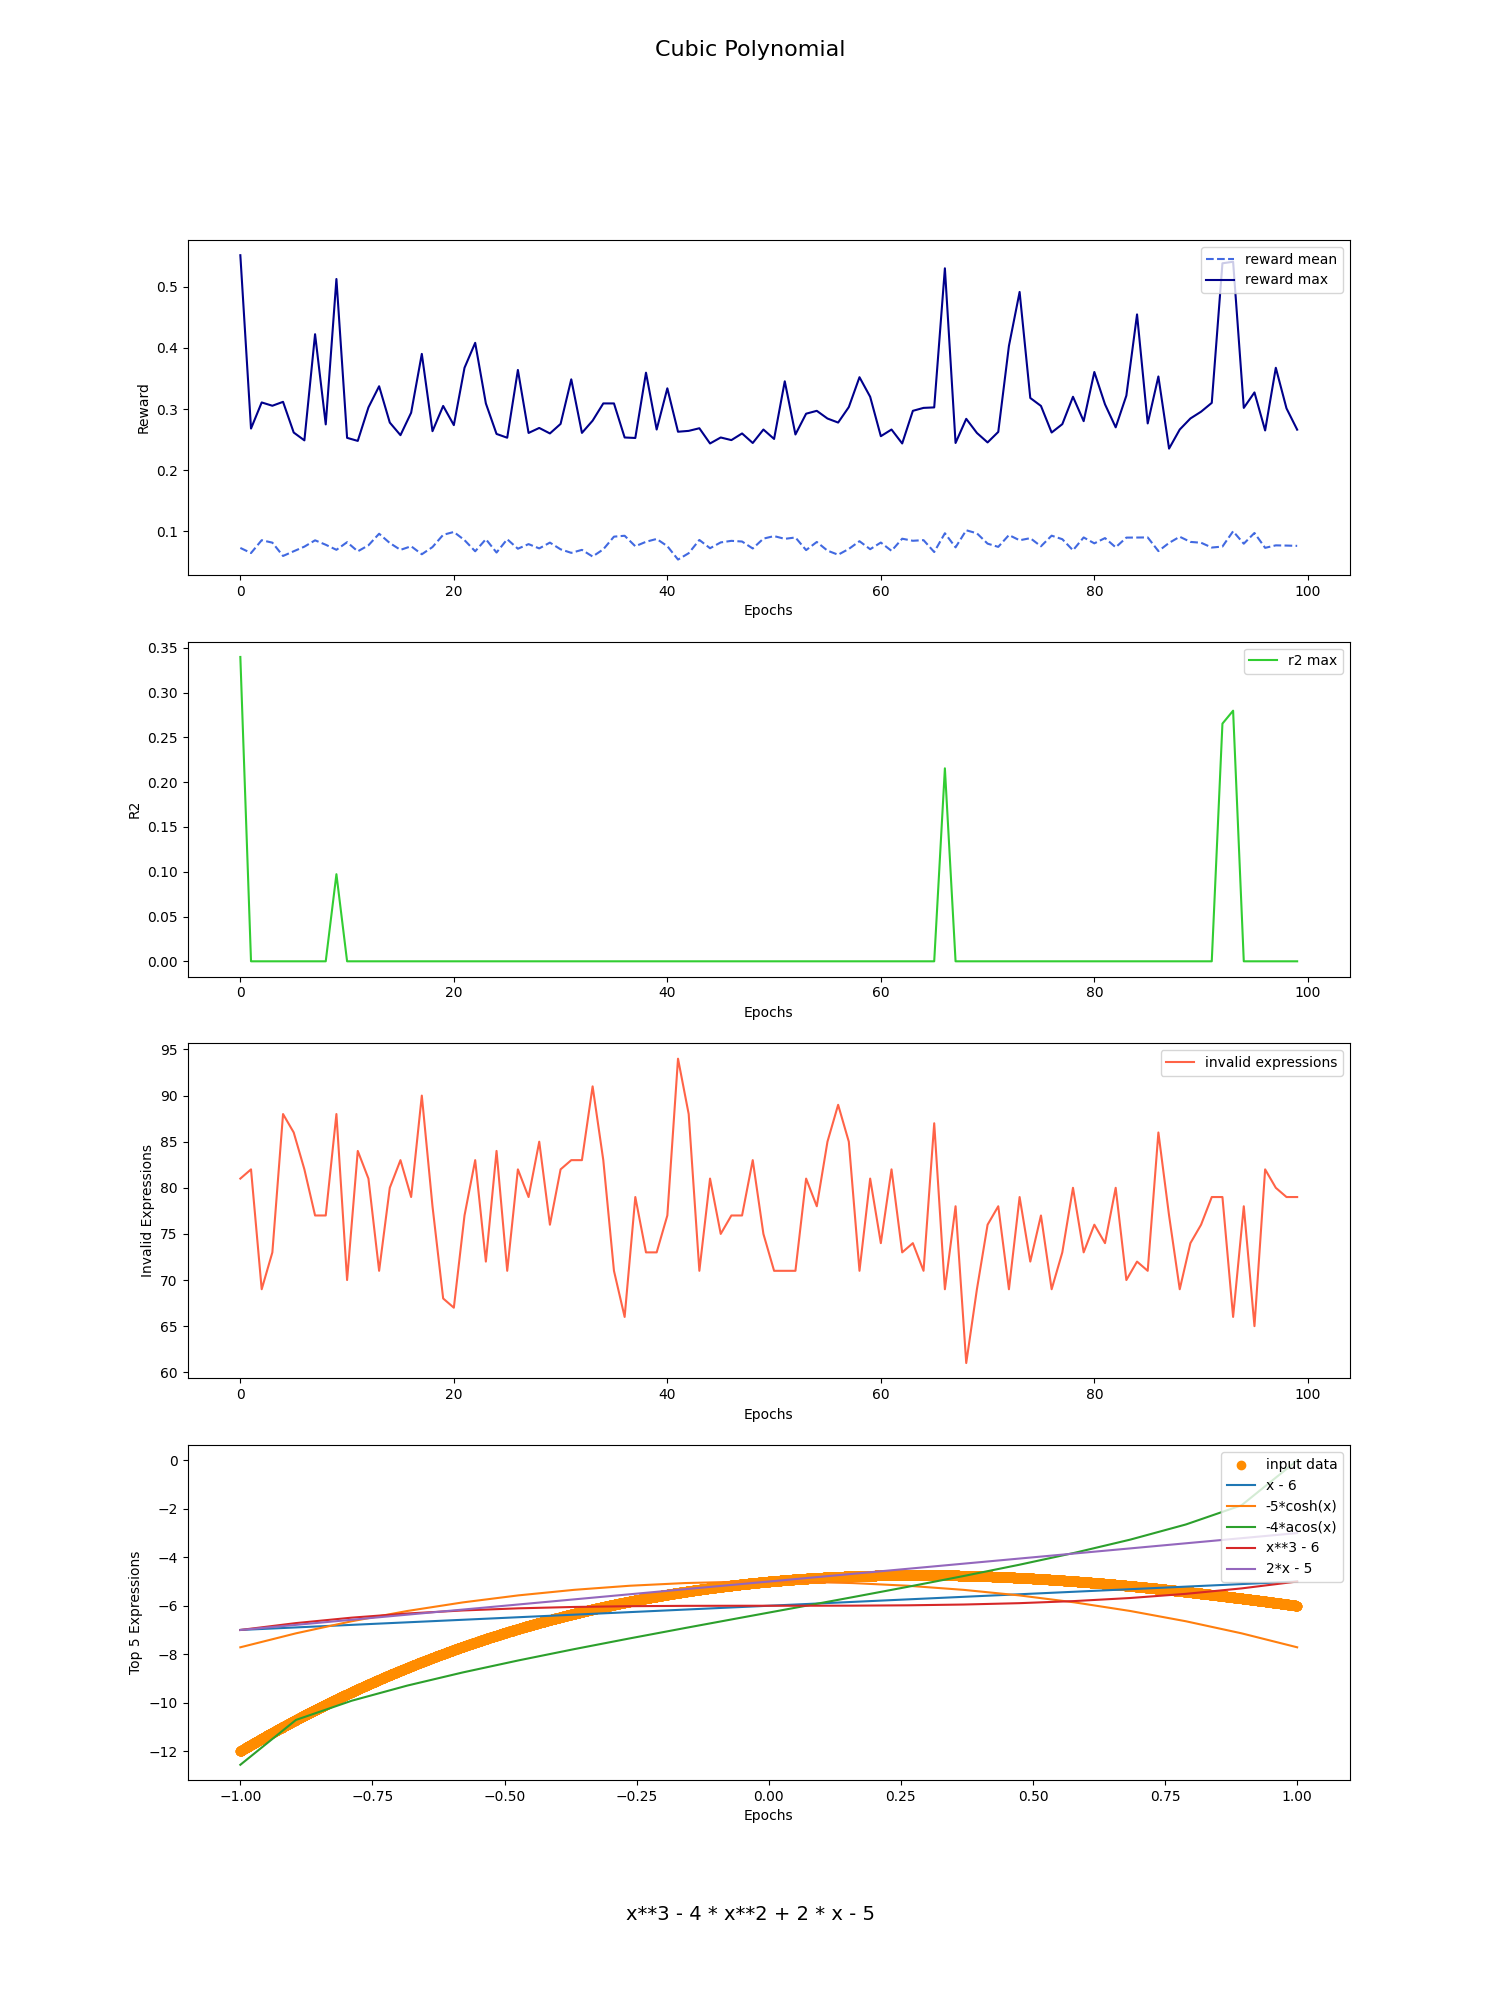 Cubic Polynomial
reward mean
reward max
0.5
0.4
0.3
0.2
0.1
Reward
0 20 40 60 80 100
Epochs
r2 max
0.35
0.30
0.25
0.20
0.15
0.10
0.05
0.00
R2
0 20 40 60 80 100
Epochs
invalid expressions
95
90
85
80
75
70
65
60
Invalid Expressions
0 20 40 60 80 100
Epochs
input data
x - 6
-5*cosh(x)
-4*acos(x)
x**3 - 6
2*x - 5
0
−2
−4
−6
−8
−10
−12
Top 5 Expressions
−1.00 −0.75 −0.50 −0.25 0.00 0.25 0.50 0.75 1.00
Epochs
x**3 - 4 * x**2 + 2 * x - 5